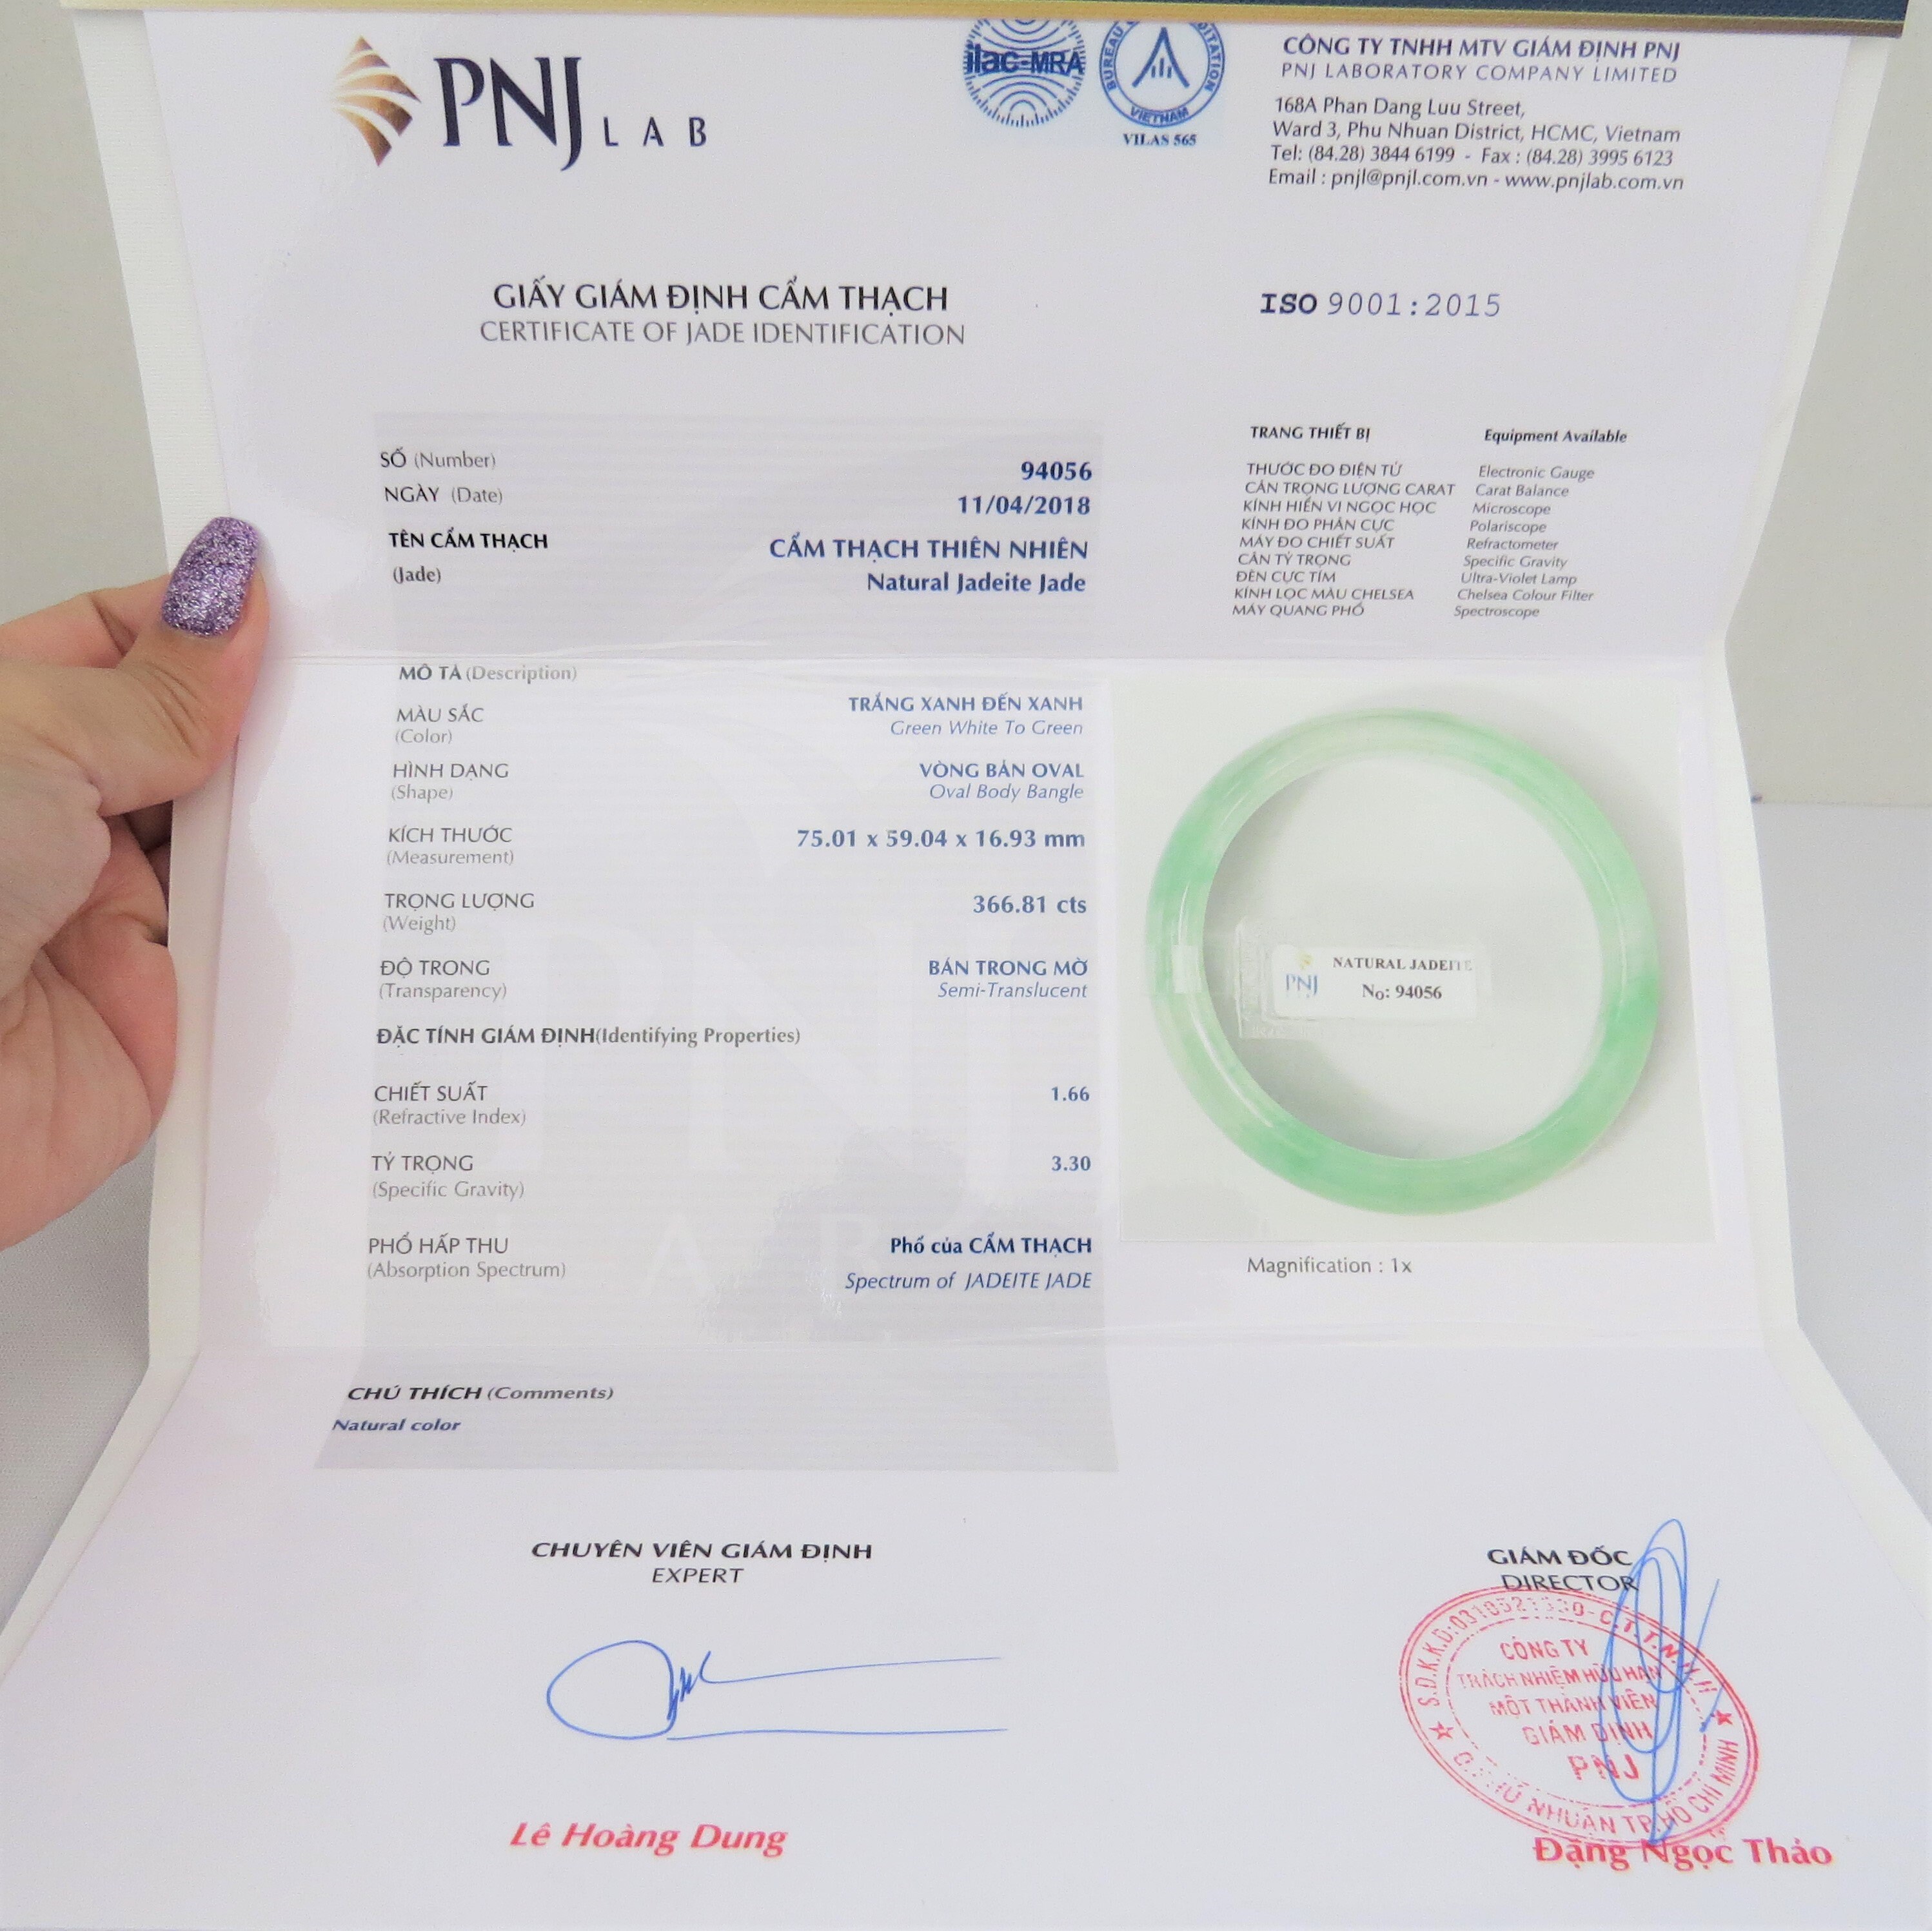 PNJ LAB
ilac-MRA
BUREAU
VIETNAM
VILAS 565
CÔNG TY TNHH MTV GIÁM ĐỊNH PNJ
PNJ LABORATORY COMPANY LIMITED
168A Phan Dang Luu Street,
Ward 3, Phu Nhuan District, HCMC, Vietnam
Tel: (84.28) 3844 6199 - Fax : (84.28) 3995 6123
Email : pnjl@pnjl.com.vn - www.pnjlab.com.vn
GIẤY GIÁM ĐỊNH CẨM THẠCH
CERTIFICATE OF JADE IDENTIFICATION
ISO 9001:2015
SỐ (Number) 94056
NGÀY (Date) 11/04/2018
TÊN CẨM THẠCH CẨM THẠCH THIÊN NHIÊN
(Jade) Natural Jadeite Jade
TRANG THIẾT BỊ Equipment Available
THƯỚC ĐO ĐIỆN TỬ Electronic Gauge
CÂN TRỌNG LƯỢNG CARAT Carat Balance
KÍNH HIỂN VI NGỌC HỌC Microscope
KÍNH ĐO PHÂN CỰC Polariscope
MÁY ĐO CHIẾT SUẤT Refractometer
CÂN TỶ TRỌNG Specific Gravity
ĐÈN CỰC TÍM Ultra-Violet Lamp
KÍNH LỌC MÀU CHELSEA Chelsea Colour Filter
MÁY QUANG PHỔ Spectroscope
MÔ TẢ (Description)
MÀU SẮC TRẮNG XANH ĐẾN XANH
(Color) Green White To Green
HÌNH DẠNG VÒNG BẢN OVAL
(Shape) Oval Body Bangle
KÍCH THƯỚC 75.01 x 59.04 x 16.93 mm
(Measurement)
TRỌNG LƯỢNG 366.81 cts
(Weight)
ĐỘ TRONG BÁN TRONG MỜ
(Transparency) Semi-Translucent
ĐẶC TÍNH GIÁM ĐỊNH(Identifying Properties)
CHIẾT SUẤT 1.66
(Refractive Index)
TỶ TRỌNG 3.30
(Specific Gravity)
PHỔ HẤP THU Phổ của CẨM THẠCH
(Absorption Spectrum) Spectrum of JADEITE JADE
NATURAL JADEITE
PNJ No: 94056
Magnification : 1x
CHÚ THÍCH (Comments)
Natural color
CHUYÊN VIÊN GIÁM ĐỊNH
EXPERT
Lê Hoàng Dung
GIÁM ĐỐC
DIRECTOR
CÔNG TY
TRÁCH NHIỆM HỮU HẠN
MỘT THÀNH VIÊN
GIÁM ĐỊNH
PNJ
Đặng Ngọc Thảo